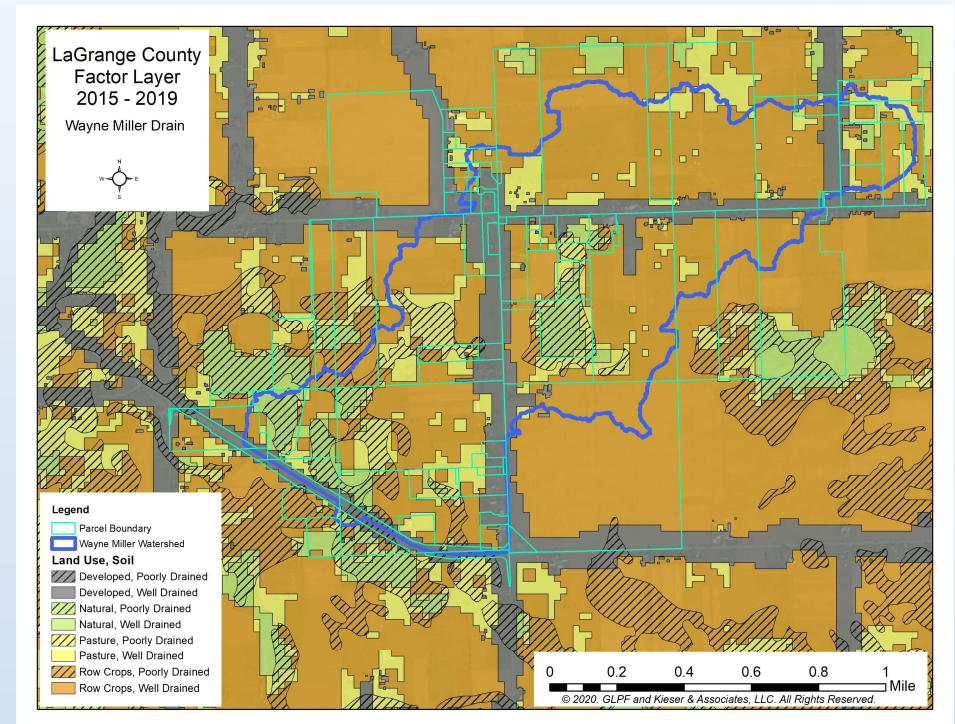 LaGrange County
Factor Layer
2015 - 2019
Wayne Miller Drain
N
W E
S
Legend
Parcel Boundary
Wayne Miller Watershed
Land Use, Soil
Developed, Poorly Drained
Developed, Well Drained
Natural, Poorly Drained
Natural, Well Drained
Pasture, Poorly Drained
Pasture, Well Drained
Row Crops, Poorly Drained
Row Crops, Well Drained
0 0.2 0.4 0.6 0.8 1
Mile
© 2020. GLPF and Kieser & Associates, LLC. All Rights Reserved.